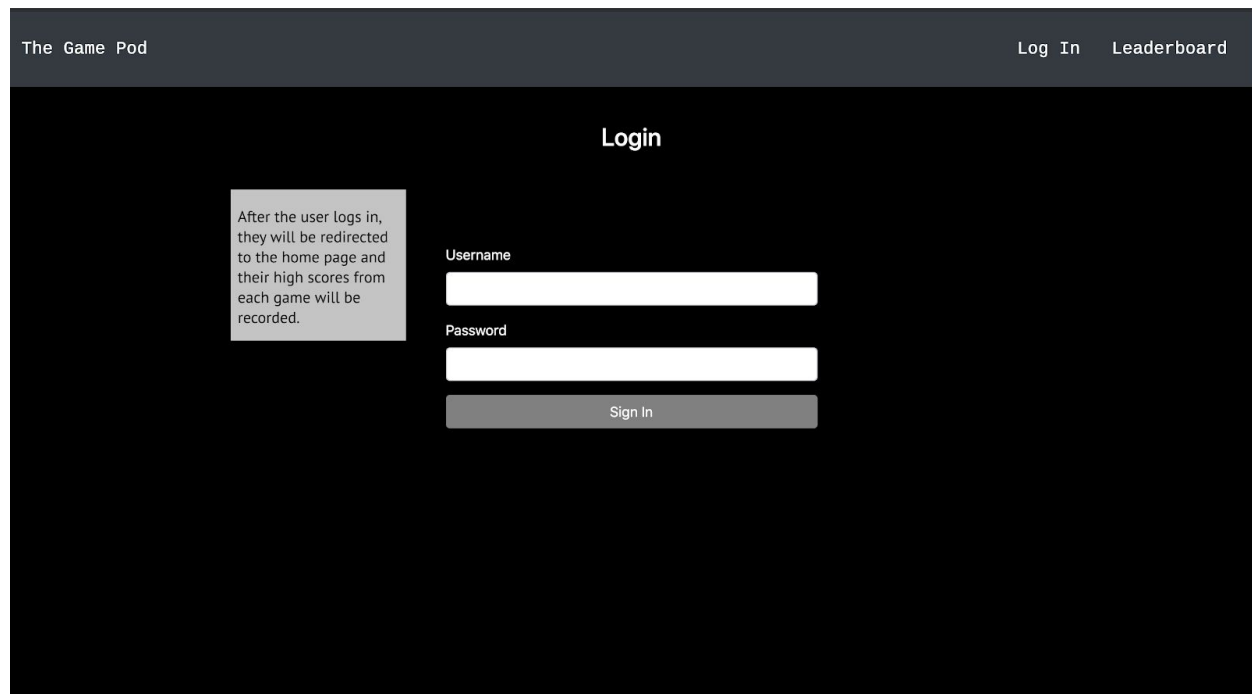 The Game Pod
Log In
Leaderboard
Login
After the user logs in,
they will be redirected
to the home page and
their high scores from
each game will be
recorded.
Username
Password
Sign In